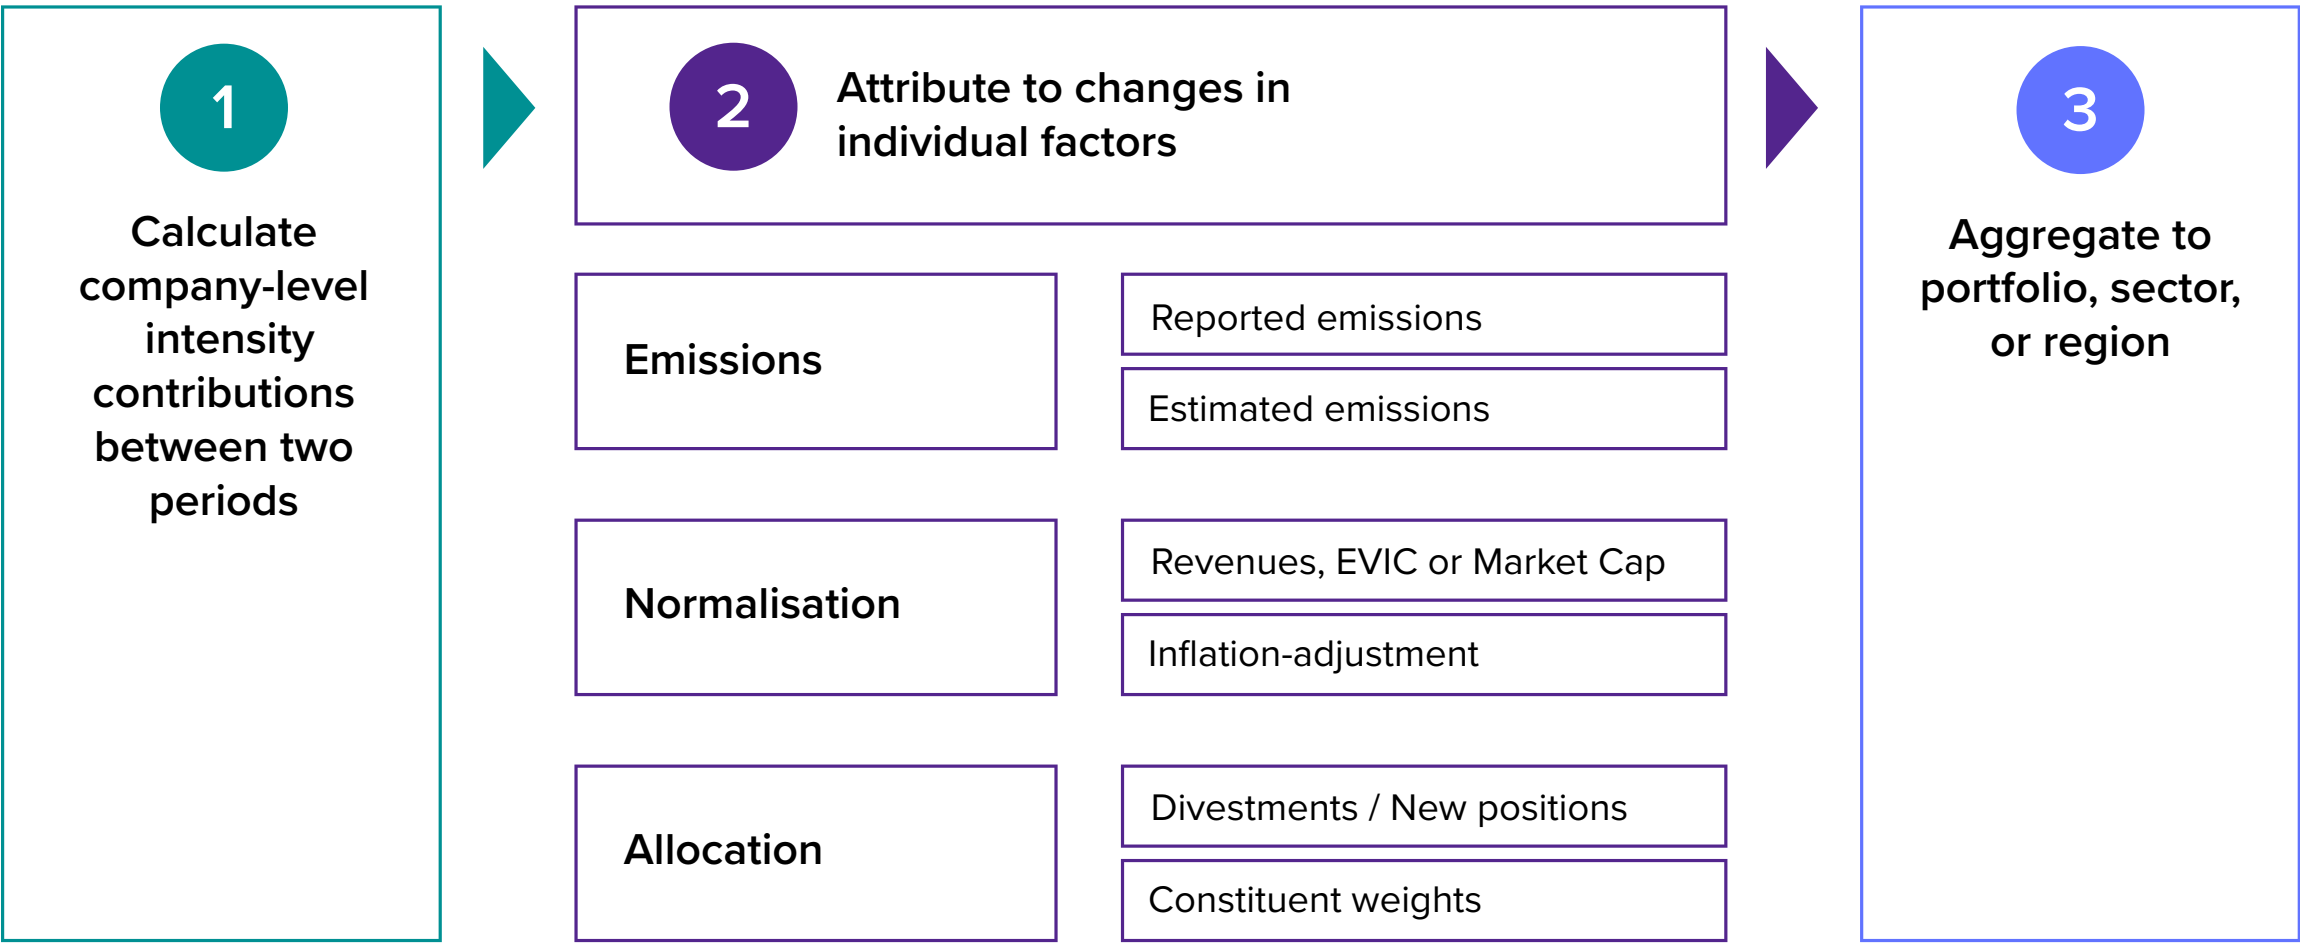 1
Calculate
company-level
intensity
contributions
between two
periods
2
Attribute to changes in
individual factors
Emissions
Reported emissions
Estimated emissions
Normalisation
Revenues, EVIC or Market Cap
Inflation-adjustment
Allocation
Divestments / New positions
Constituent weights
3
Aggregate to
portfolio, sector,
or region